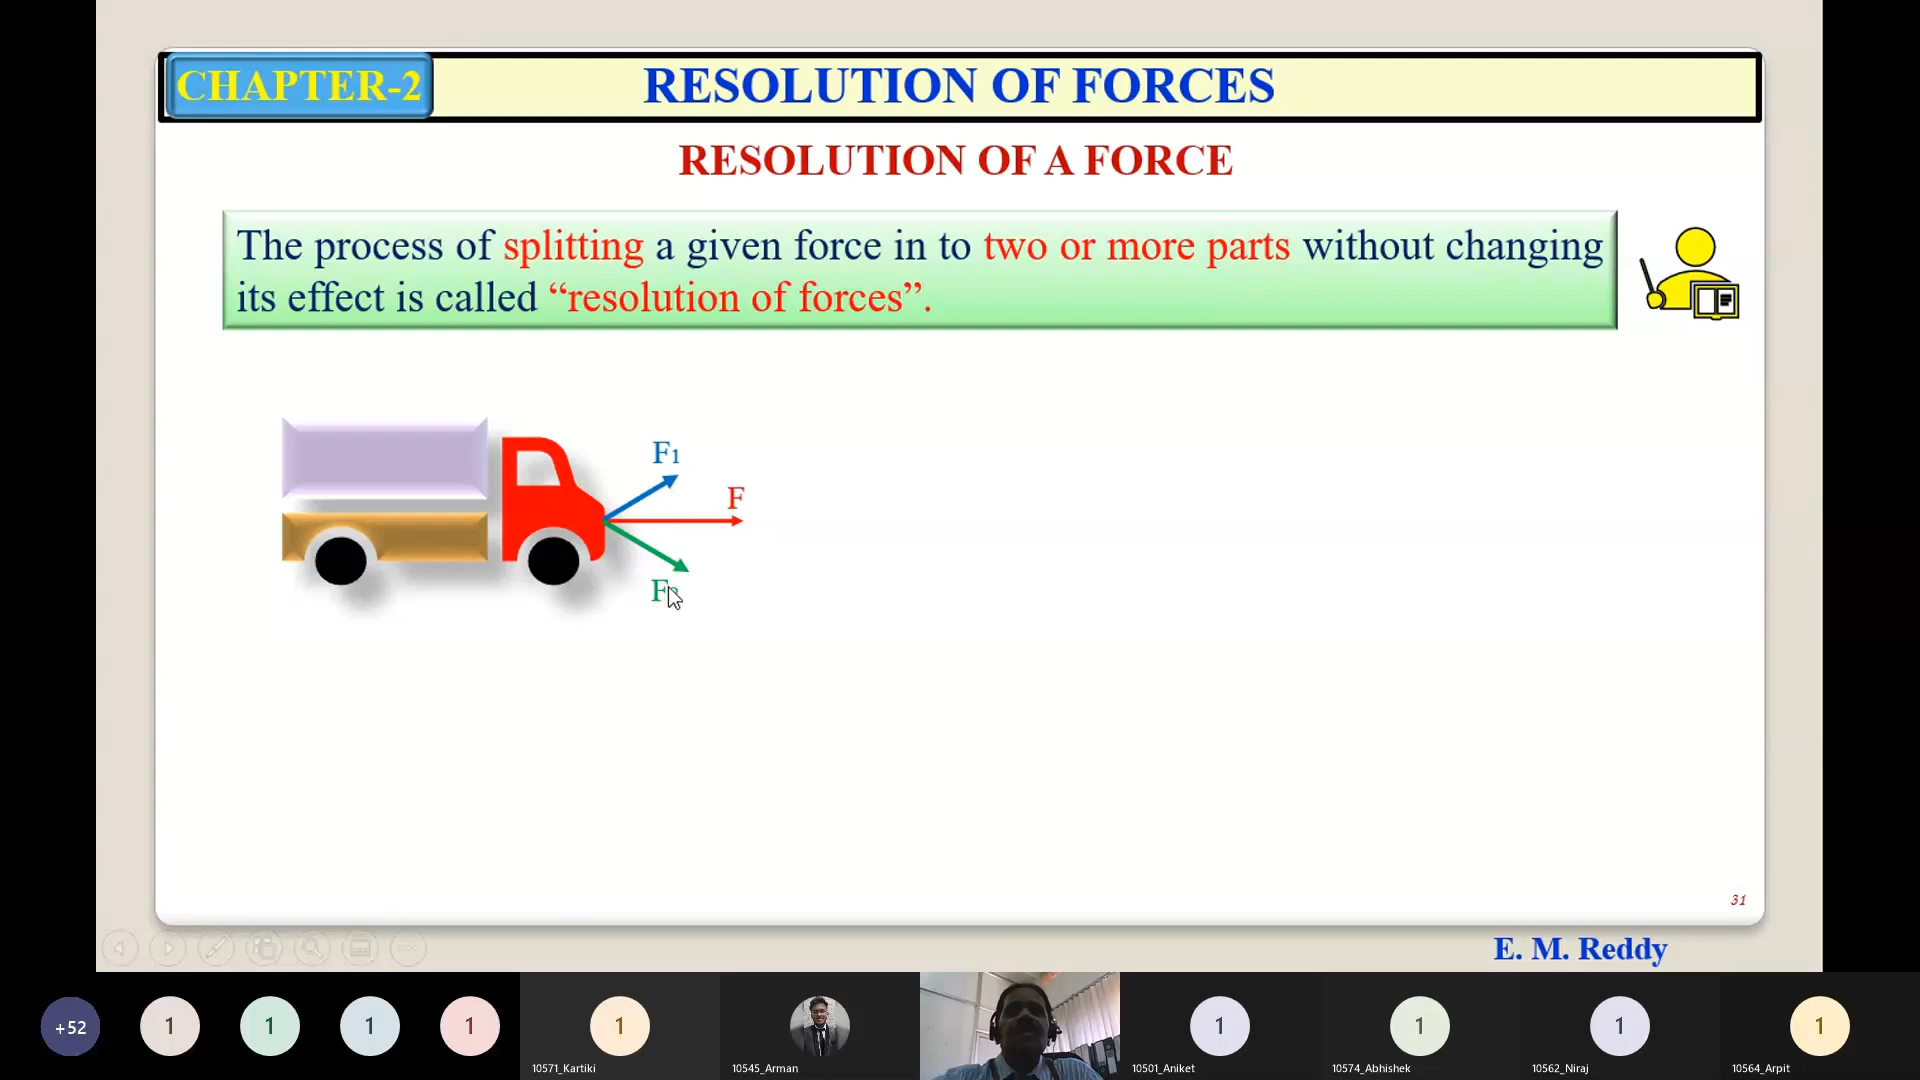 CHAPTER-2
RESOLUTION OF FORCES
RESOLUTION OF A FORCE
The process of splitting a given force in to two or more parts without changing
its effect is called “resolution of forces”.
F1
F
F2
31
E. M. Reddy
+52
1
1
1
1
1
1
1
1
1
10571_Kartiki
10545_Arman
10501_Aniket
10574_Abhishek
10562_Niraj
10564_Arpit